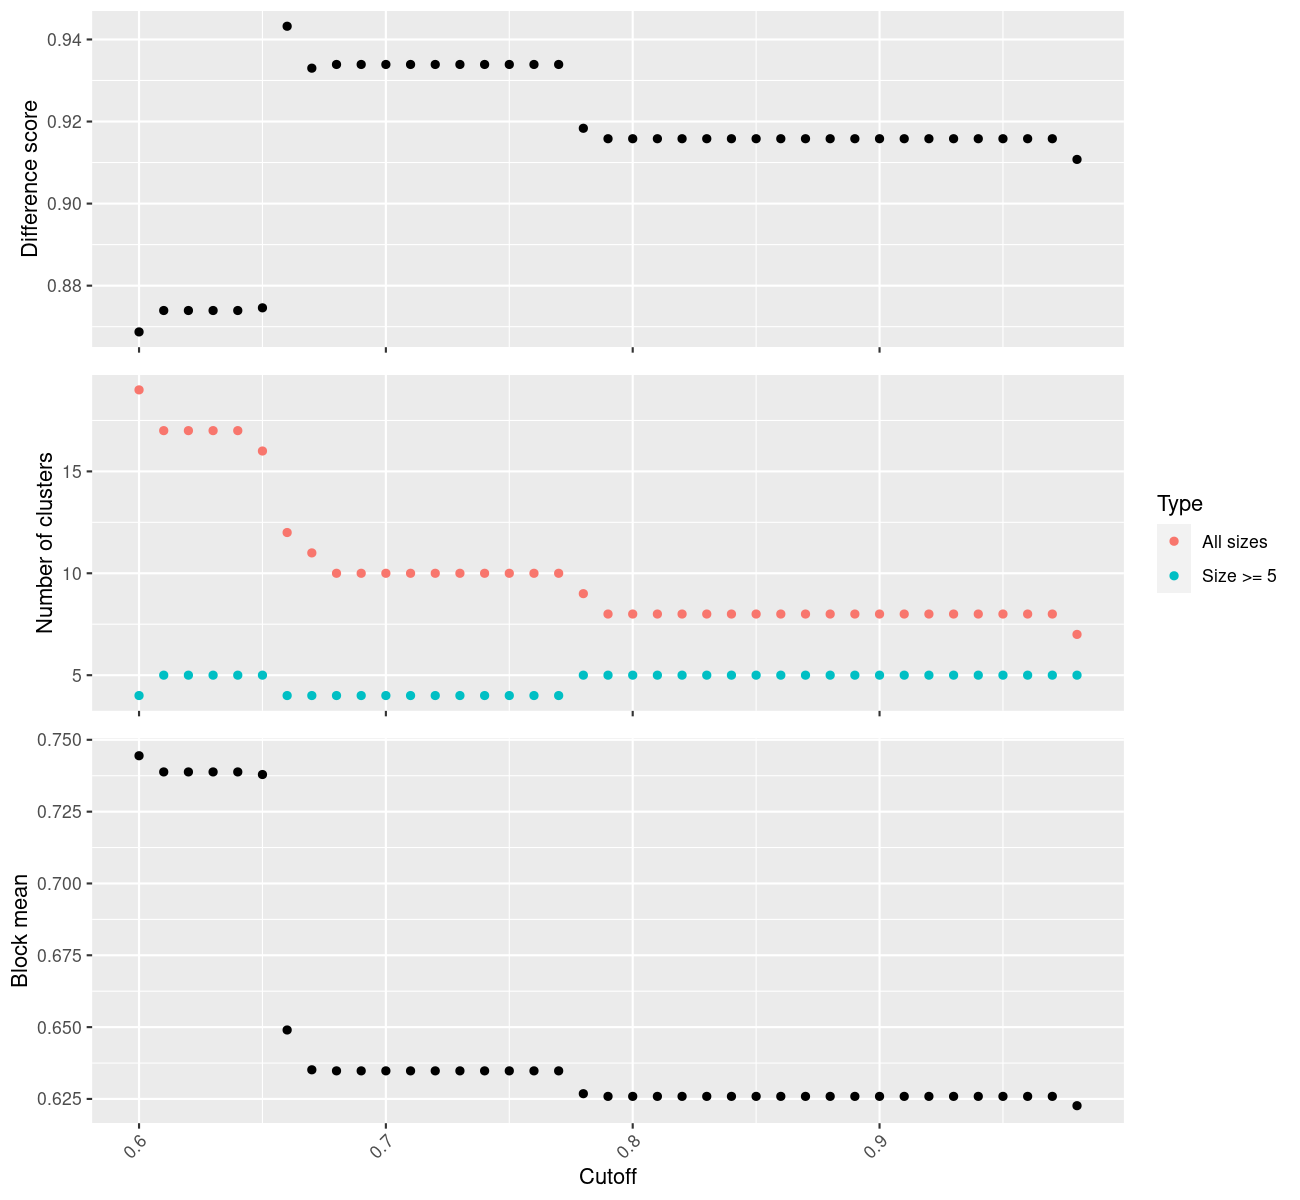 Difference score
0.94
0.92
0.90
0.88
Number of clusters
15
10
5
Type
All sizes
Size >= 5
Block mean
0.750
0.725
0.700
0.675
0.650
0.625
0.6
0.7
0.8
0.9
Cutoff